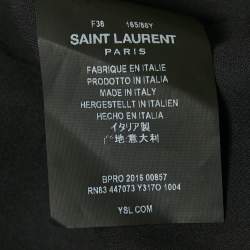 F38 165/88Y
SAINT LAURENT
PARIS
FABRIQUE EN ITALIE
PRODOTTO IN ITALIA
MADE IN ITALY
HERGESTELLT IN ITALIEN
HECHO EN ITALIA
イタリア製
产地:意大利
BPRO 2016 00857
RN83 447073 Y317O 1004
YSL.COM